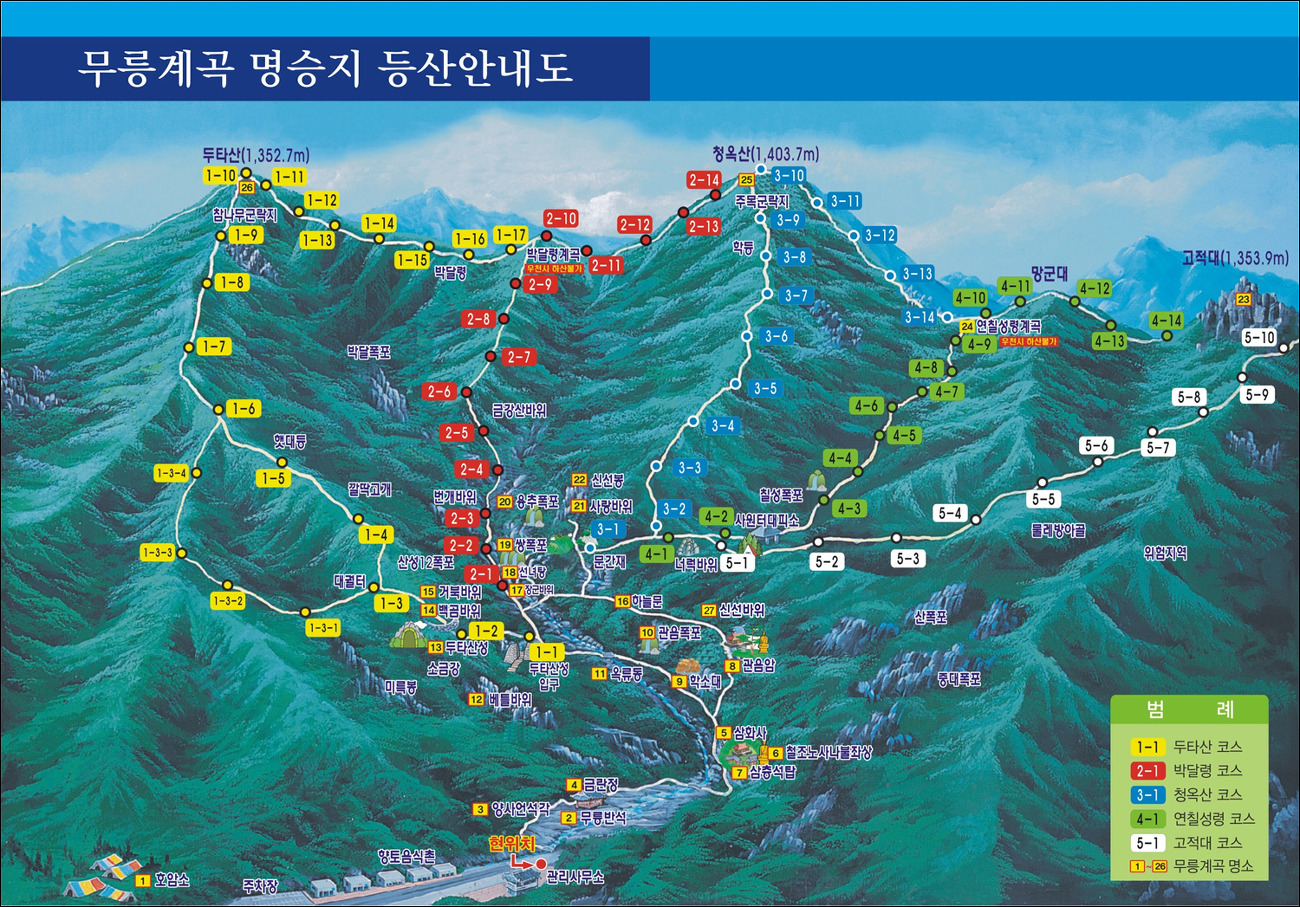 무릉계곡 명승지 등산안내도
두타산(1,352.7m)
청옥산(1,403.7m)
1-10
1-11
26
참나무군락지
1-12
1-13
1-14
1-15
1-16
1-17
박달령
1-9
1-8
1-7
1-6
2-10
박달령계곡
우천시 하산불가
2-11
2-12
2-13
2-14
25
주목군락지
3-10
3-11
3-12
3-13
3-14
3-9
학등
3-8
3-7
3-6
3-5
3-4
3-3
3-2
3-1
망군대
고적대(1,353.9m)
23
4-10
4-11
4-12
4-13
4-14
24 연칠성령계곡
우천시 하산불가
4-9
4-8
4-7
4-6
4-5
4-4
4-3
4-2
4-1
5-10
5-9
5-8
5-7
5-6
5-5
5-4
5-3
5-2
5-1
2-9
2-8
2-7
2-6
2-5
2-4
2-3
2-2
2-1
박달폭포
금강산바위
햇대등
1-5
깔딱고개
1-4
1-3-4
1-3-3
1-3-2
1-3-1
대궐터
1-3
번개바위
20 용추폭포
22 신선봉
21 사랑바위
칠성폭포
사원터대피소
물레방아골
위험지역
산성12폭포
19 쌍폭포
18 선녀탕
17 장군바위
문간재
너럭바위
15 거북바위
14 백곰바위
16 하늘문
27 신선바위
산폭포
1-2
1-1
13 두타산성
소금강
두타산성
입구
10 관음폭포
8 관음암
11 옥류동
9 학소대
중대폭포
미륵봉
12 베틀바위
5 삼화사
6 철조노사나불좌상
7 삼층석탑
4 금란정
3 양사언석각
2 무릉반석
현위치
관리사무소
향토음식촌
주차장
1 호암소
범 례
1-1 두타산 코스
2-1 박달령 코스
3-1 청옥산 코스
4-1 연칠성령 코스
5-1 고적대 코스
1~26 무릉계곡 명소